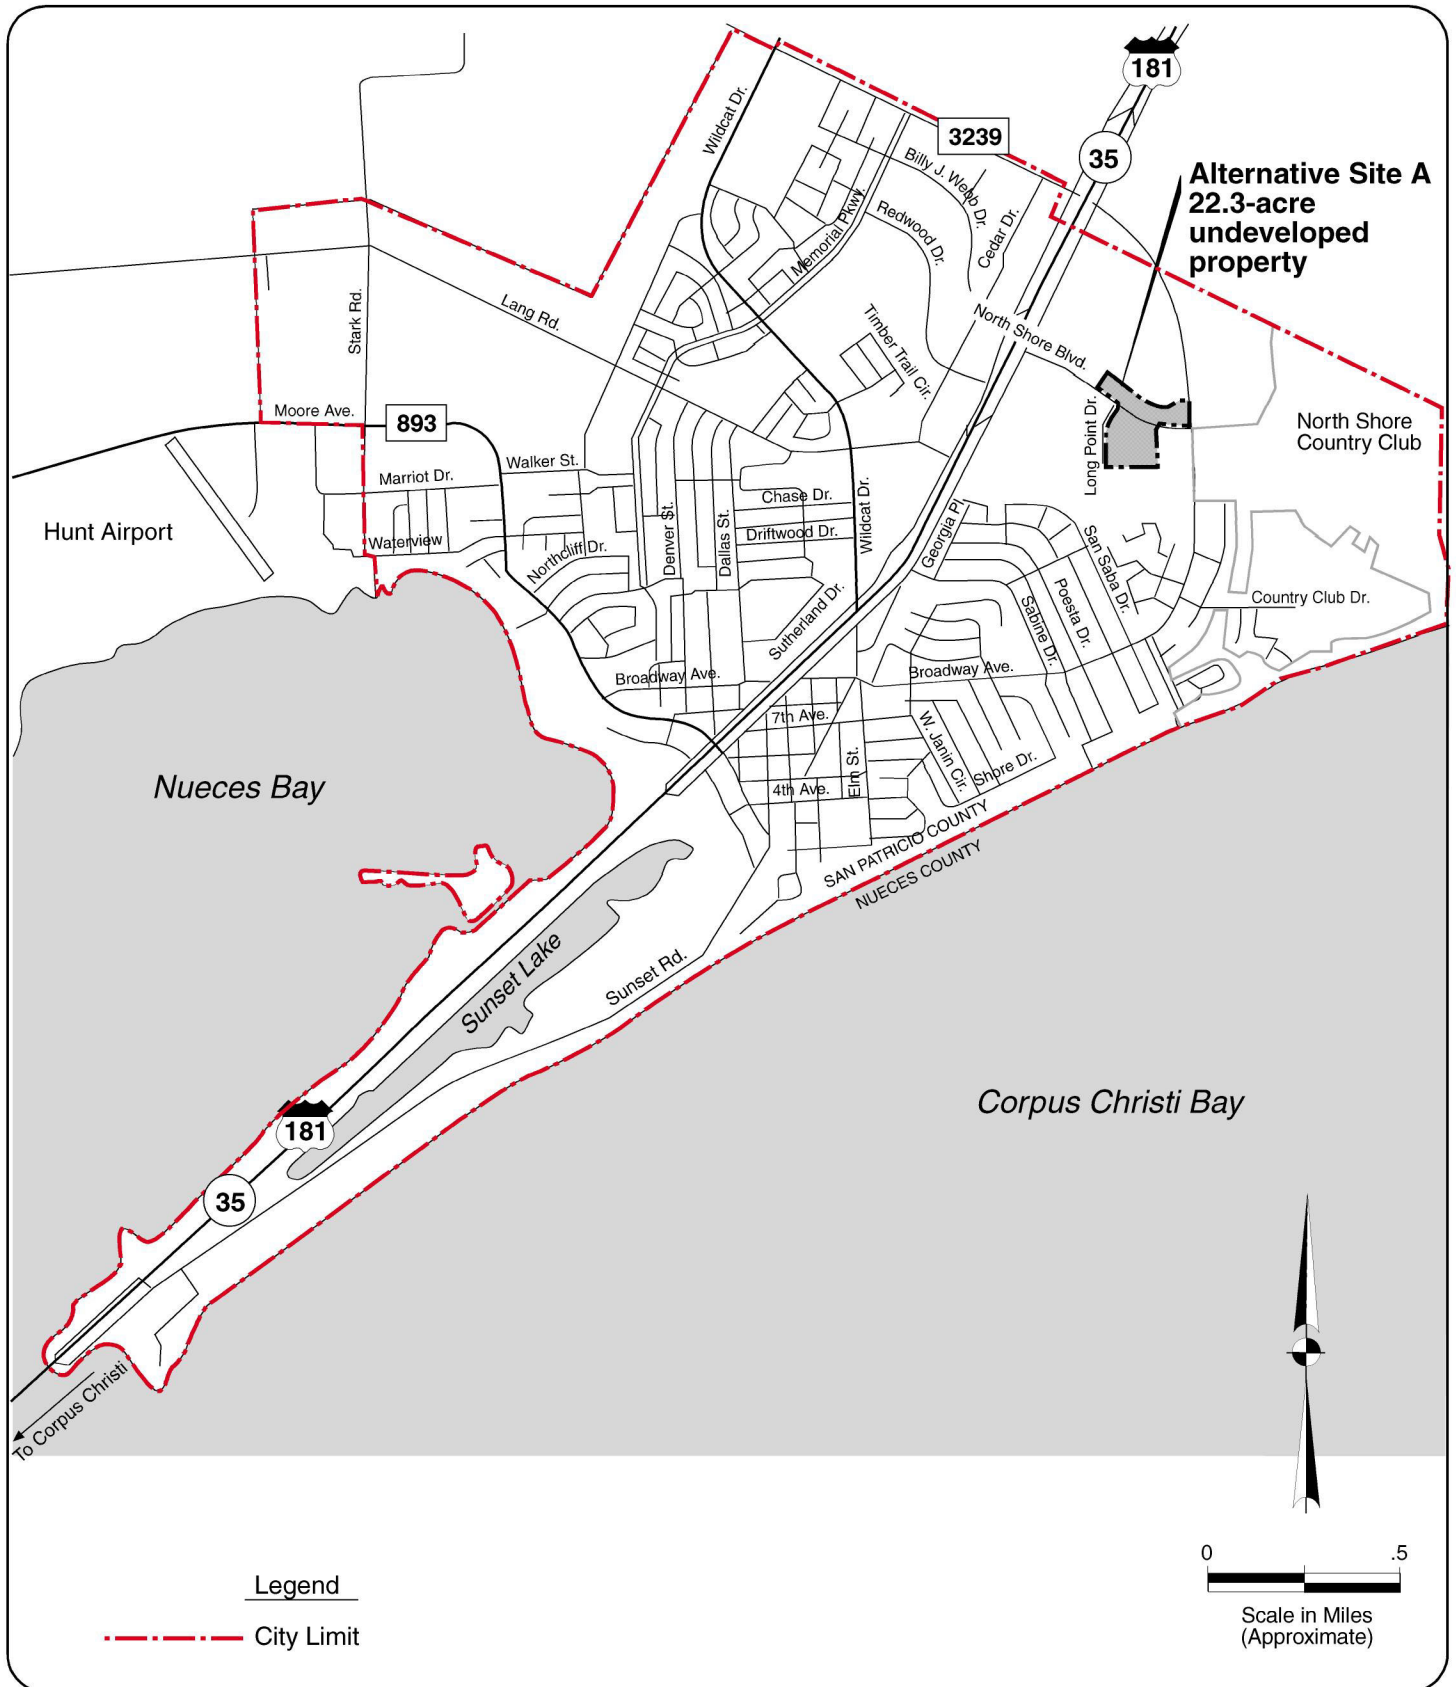 181
35
3239
Alternative Site A
22.3-acre
undeveloped
property
Wildcat Dr.
Billy J. Webb Dr.
Redwood Dr.
Cedar Dr.
Memorial Pkwy.
Lang Rd.
Stark Rd.
Timber Trail Cir.
North Shore Blvd.
Moore Ave.
893
Long Point Dr.
North Shore
Country Club
Walker St.
Marriot Dr.
Chase Dr.
Driftwood Dr.
Wildcat Dr.
Denver St.
Dallas St.
Georgia Pl.
Hunt Airport
Waterview
Northcliff Dr.
San Saba Dr.
Poesta Dr.
Sabine Dr.
Country Club Dr.
Sutherland Dr.
Broadway Ave.
Broadway Ave.
7th Ave.
W. Janin Cir.
Shore Dr.
Elm St.
4th Ave.
Nueces Bay
SAN PATRICIO COUNTY
NUECES COUNTY
Sunset Lake
Sunset Rd.
Corpus Christi Bay
181
35
To Corpus Christi
0 .5
Scale in Miles
(Approximate)
Legend
City Limit